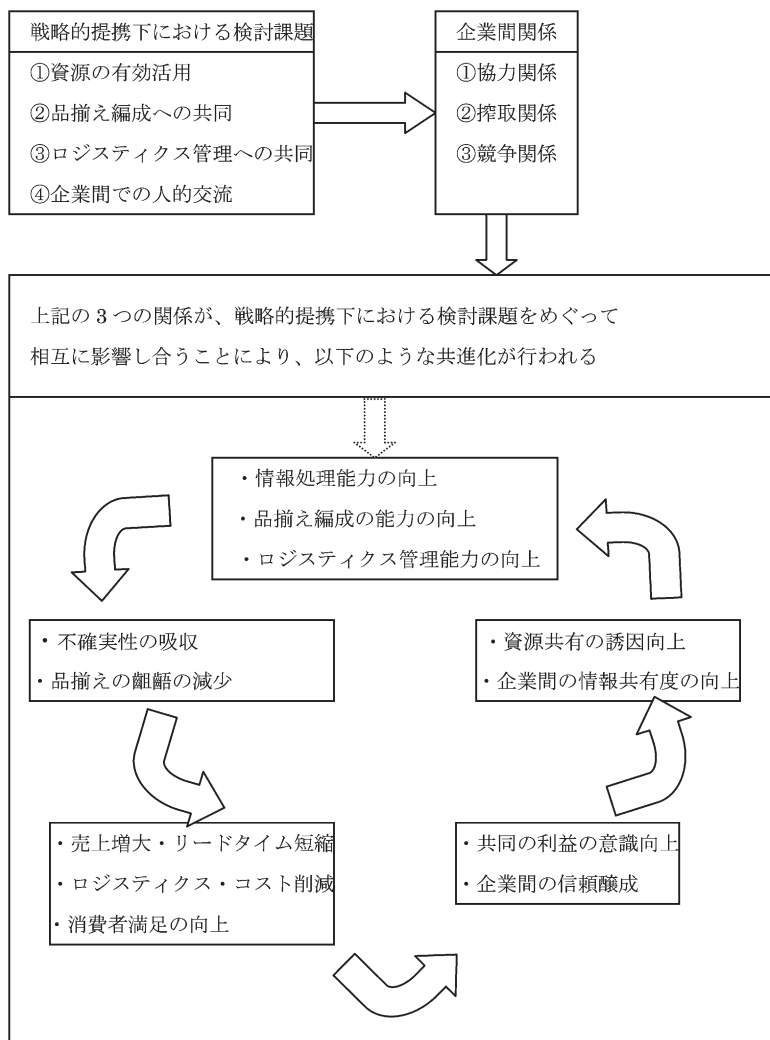 戦略的提携下における検討課題
①資源の有効活用
②品揃え編成への共同
③ロジスティクス管理への共同
④企業間での人的交流
企業間関係
①協力関係
②搾取関係
③競争関係
上記の３つの関係が、戦略的提携下における検討課題をめぐって
相互に影響し合うことにより、以下のような共進化が行われる
・情報処理能力の向上
・品揃え編成の能力の向上
・ロジスティクス管理能力の向上
・不確実性の吸収
・品揃えの齟齬の減少
・資源共有の誘因向上
・企業間の情報共有度の向上
・売上増大・リードタイム短縮
・ロジスティクス・コスト削減
・消費者満足の向上
・共同の利益の意識向上
・企業間の信頼醸成